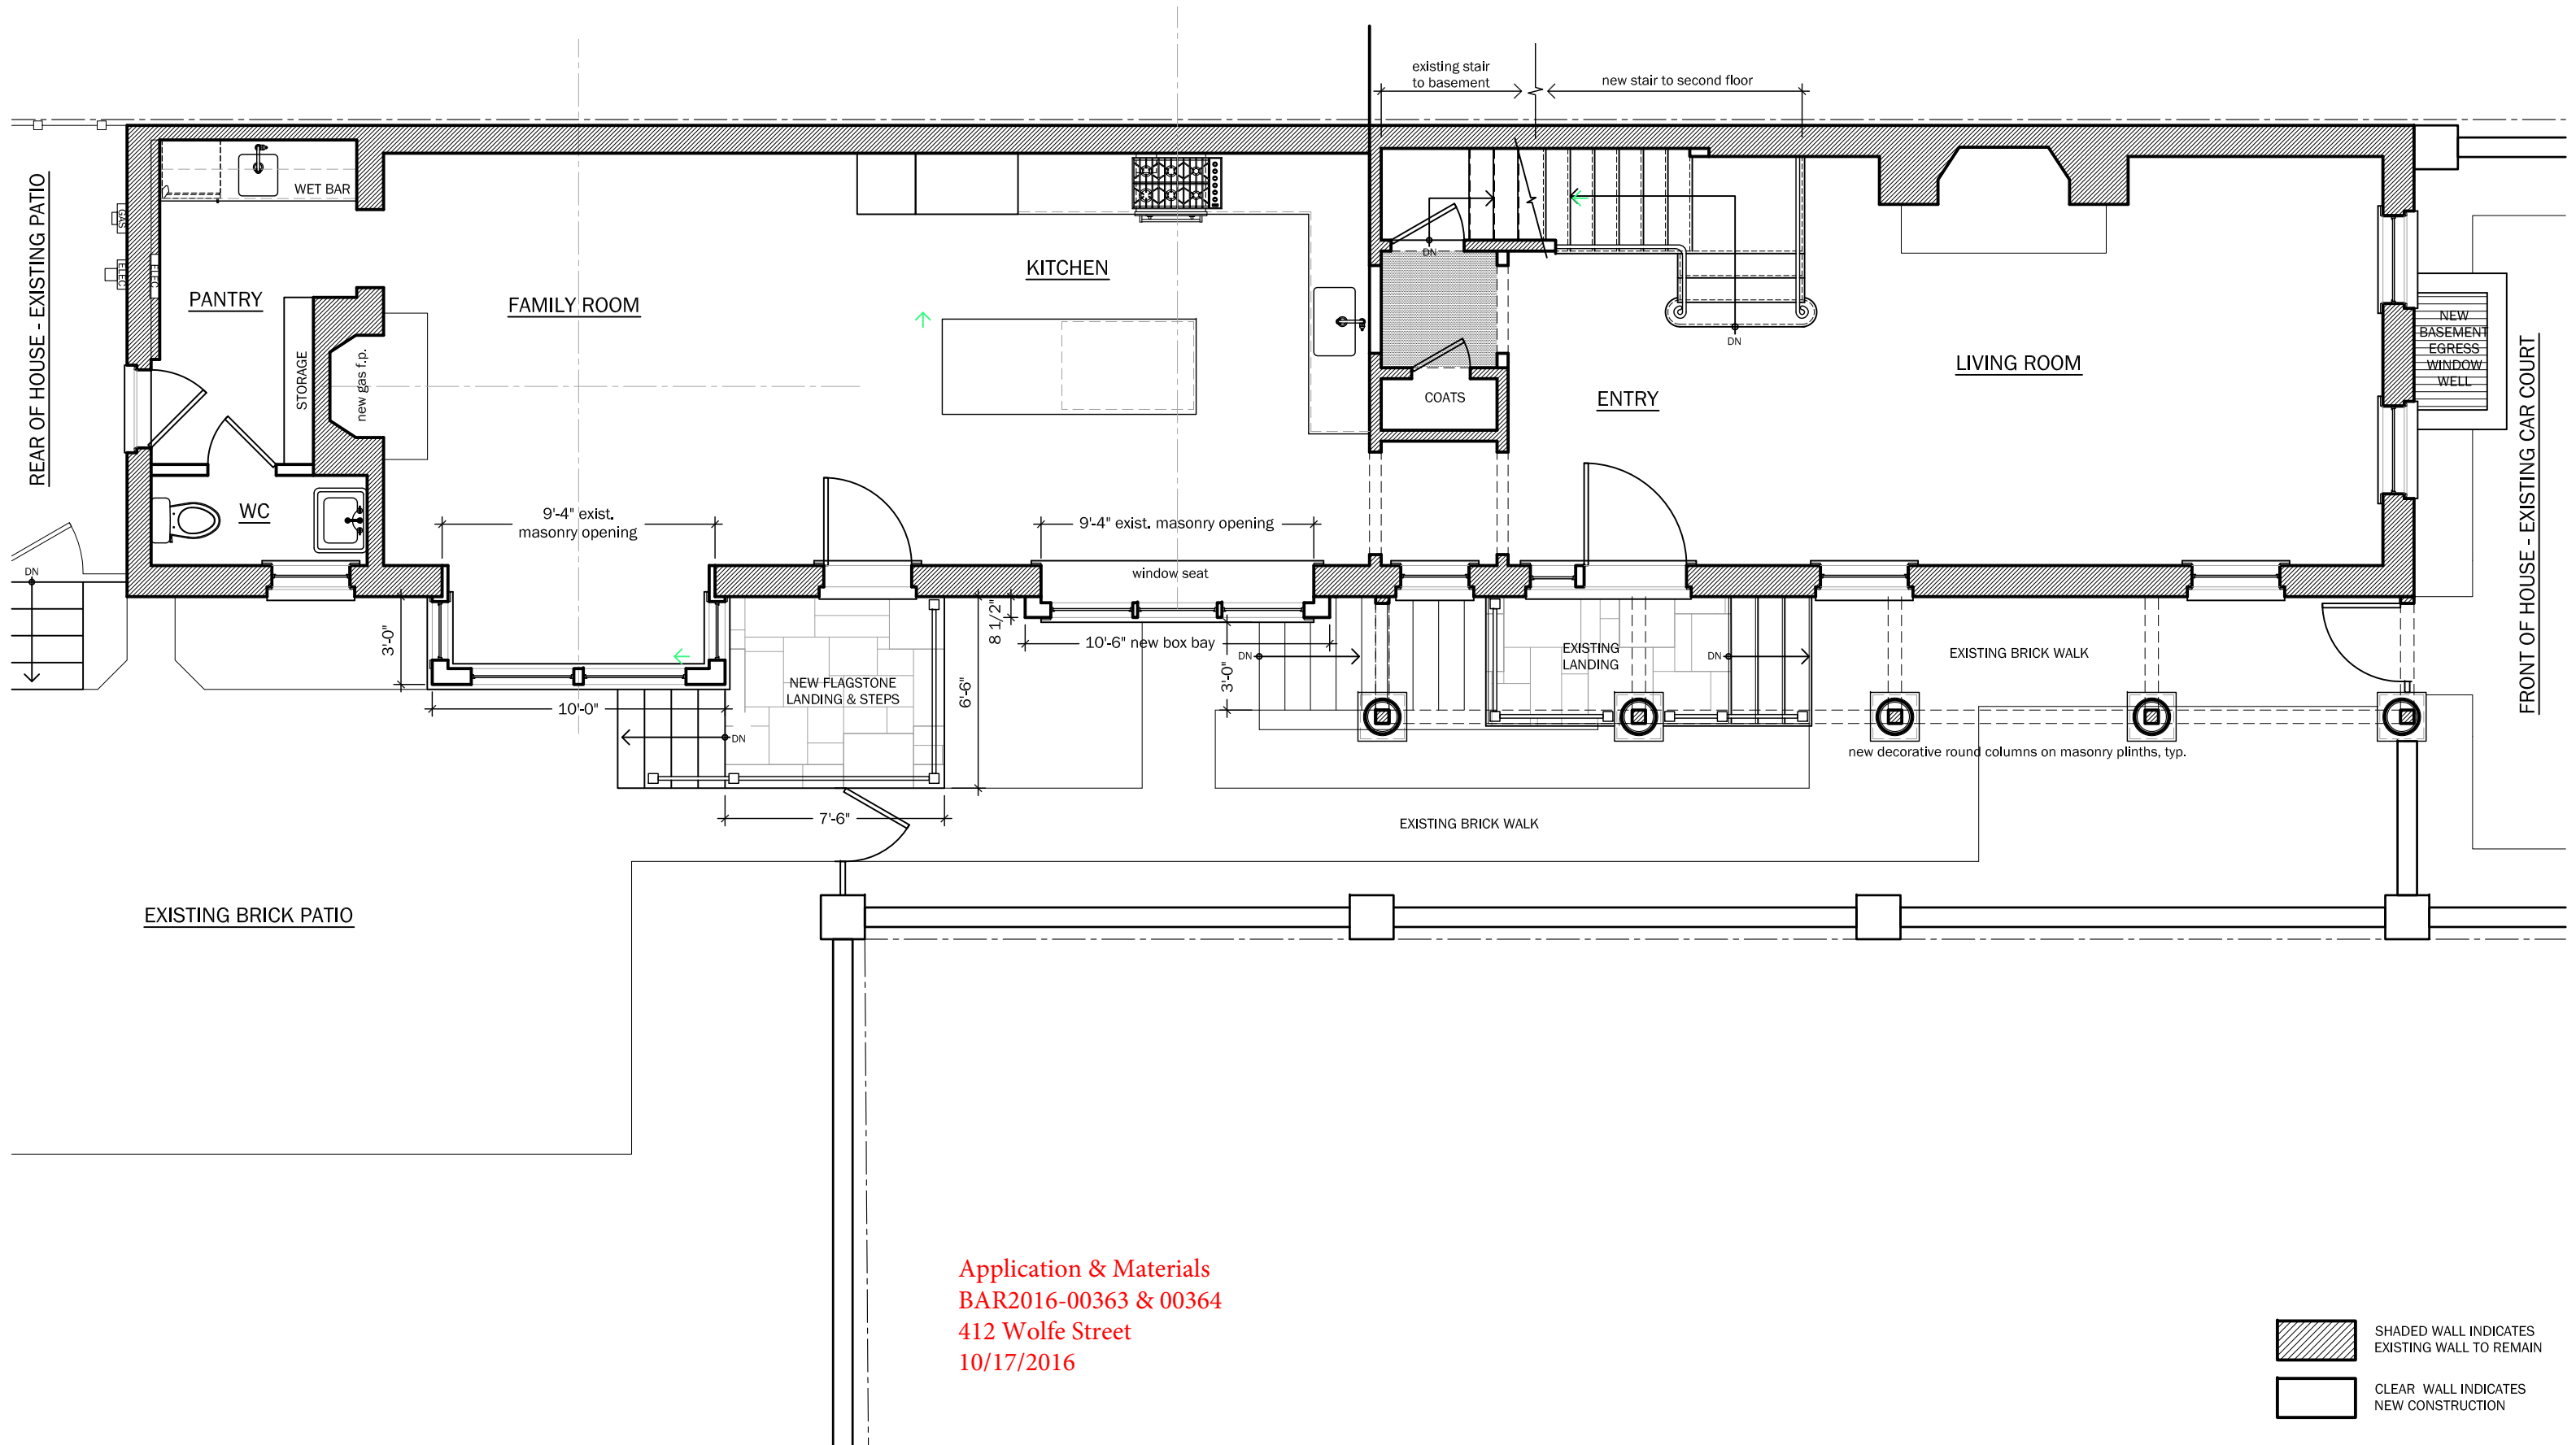 existing stair
to basement
new stair to second floor
REAR OF HOUSE - EXISTING PATIO
GAS
ELEC
ELEC
WET BAR
PANTRY
STORAGE
new gas f.p.
FAMILY ROOM
KITCHEN
DN
COATS
ENTRY
DN
LIVING ROOM
NEW
BASEMENT
EGRESS
WINDOW
WELL
FRONT OF HOUSE - EXISTING CAR COURT
WC
9'-4" exist.
masonry opening
9'-4" exist. masonry opening
window seat
DN
3'-0"
10'-0"
NEW FLAGSTONE
LANDING & STEPS
DN
7'-6"
6'-6"
8 1/2"
10'-6" new box bay
3'-0"
DN
EXISTING
LANDING
DN
EXISTING BRICK WALK
new decorative round columns on masonry plinths, typ.
EXISTING BRICK WALK
EXISTING BRICK PATIO
Application & Materials
BAR2016-00363 & 00364
412 Wolfe Street
10/17/2016
SHADED WALL INDICATES
EXISTING WALL TO REMAIN
CLEAR WALL INDICATES
NEW CONSTRUCTION